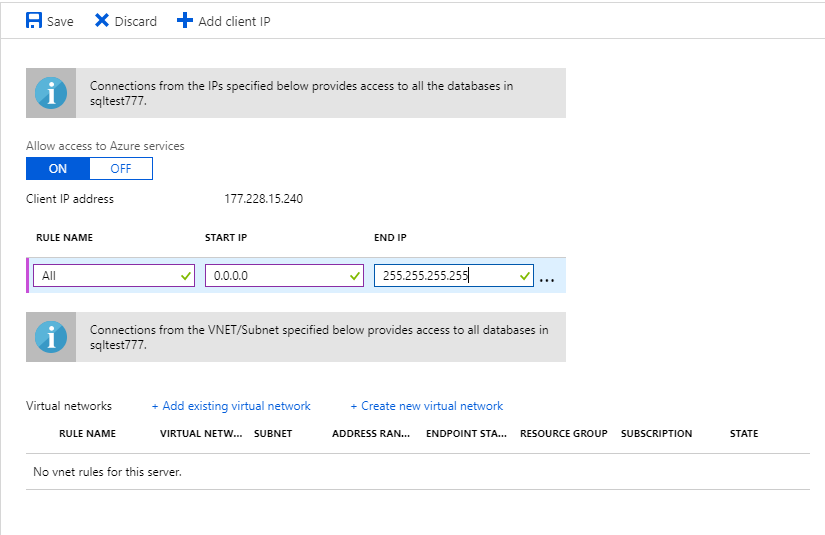 Save Discard Add client IP
Connections from the IPs specified below provides access to all the databases in
sqltest777.
Allow access to Azure services
ON OFF
Client IP address 177.228.15.240
RULE NAME START IP END IP
All 0.0.0.0 255.255.255.255 ...
Connections from the VNET/Subnet specified below provides access to all databases in
sqltest777.
Virtual networks + Add existing virtual network + Create new virtual network
RULE NAME VIRTUAL NETW... SUBNET ADDRESS RAN... ENDPOINT STA... RESOURCE GROUP SUBSCRIPTION STATE
No vnet rules for this server.